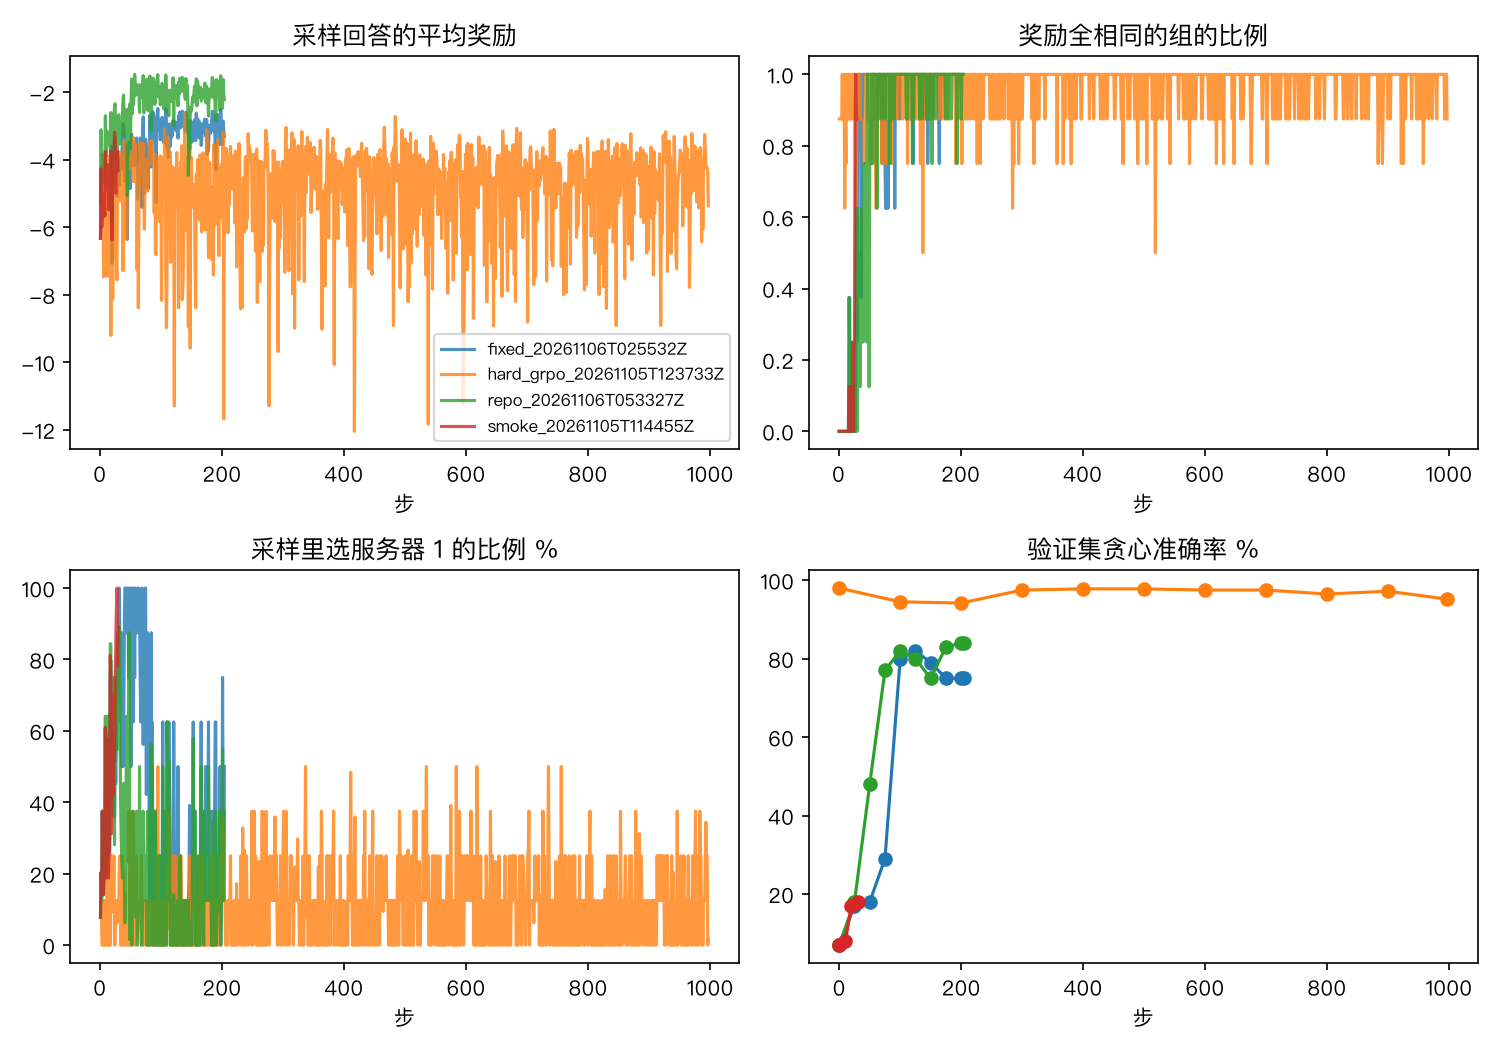 采样回答的平均奖励
−2
−4
−6
−8
−10
−12
fixed_20261106T025532Z
hard_grpo_20261105T123733Z
repo_20261106T053327Z
smoke_20261105T114455Z
0 200 400 600 800 1000
步
奖励全相同的组的比例
1.0
0.8
0.6
0.4
0.2
0.0
0 200 400 600 800 1000
步
采样里选服务器 1 的比例 %
100
80
60
40
20
0
0 200 400 600 800 1000
步
验证集贪心准确率 %
100
80
60
40
20
0 200 400 600 800 1000
步